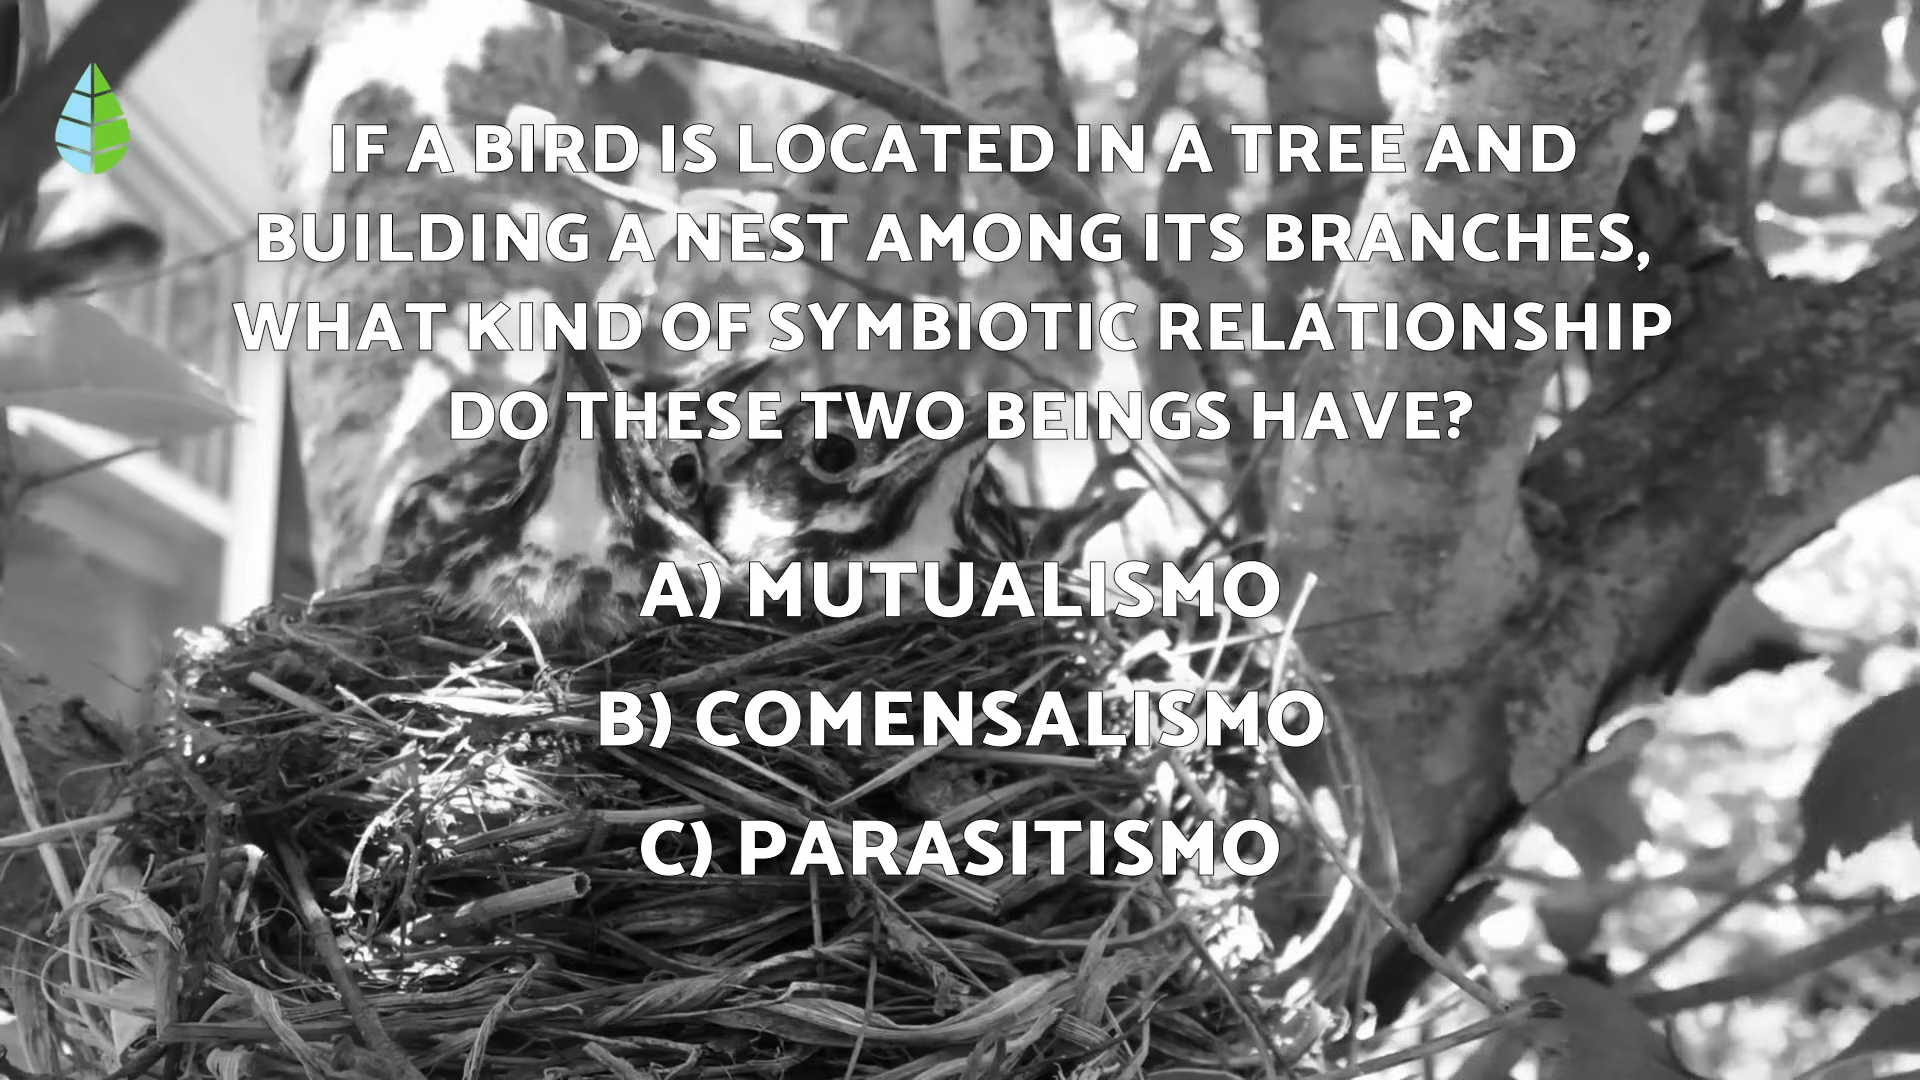 IF A BIRD IS LOCATED IN A TREE AND
BUILDING A NEST AMONG ITS BRANCHES,
WHAT KIND OF SYMBIOTIC RELATIONSHIP
DO THESE TWO BEINGS HAVE?
A) MUTUALISMO
B) COMENSALISMO
C) PARASITISMO